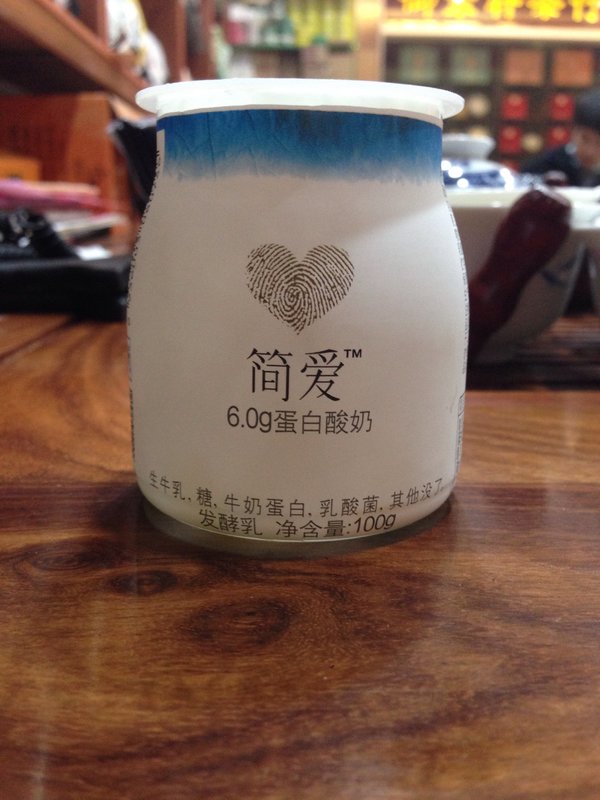 简爱™
6.0g蛋白酸奶
生牛乳、糖、牛奶蛋白、乳酸菌,其他没了
发酵乳 净含量:100g